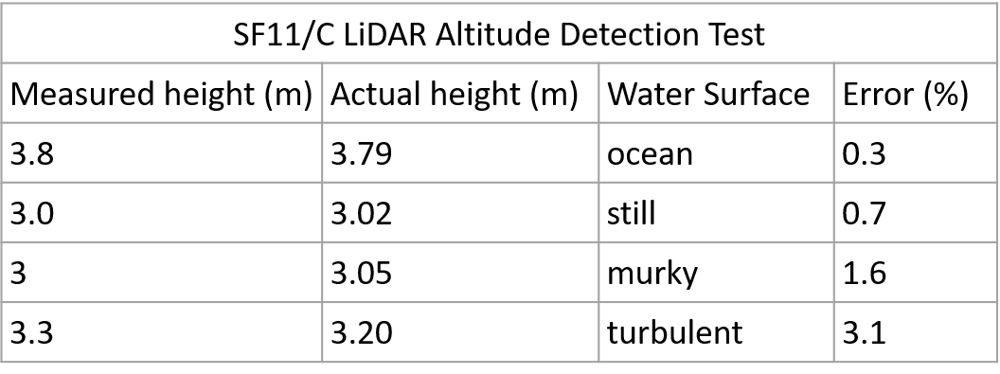 SF11/C LiDAR Altitude Detection Test
Measured height (m) Actual height (m) Water Surface Error (%)
3.8 3.79 ocean 0.3
3.0 3.02 still 0.7
3 3.05 murky 1.6
3.3 3.20 turbulent 3.1